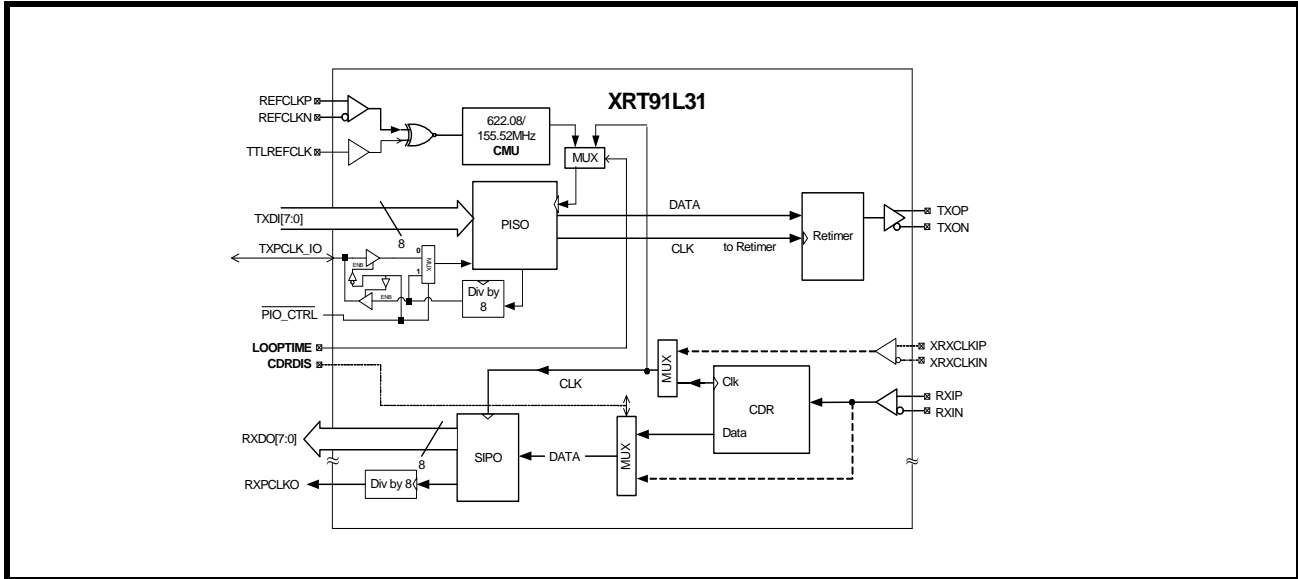 XRT91L31
REFCLKP
REFCLKN
TTLREFCLK
622.08/
155.52MHz
CMU
MUX
TXDI[7:0]
8
PISO
DATA
CLK
to Retimer
Retimer
TXOP
TXON
TXPCLK_IO
ENB
0
MUX
1
ENB
Div by
8
PIO_CTRL
LOOPTIME
CDRDIS
MUX
XRXCLKIP
XRXCLKIN
CLK
Clk
CDR
Data
RXIP
RXIN
RXDO[7:0]
8
SIPO
DATA
MUX
RXPCLKO
Div by 8